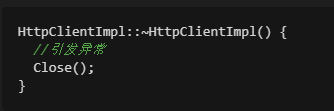 HttpClientImpl::~HttpClientImpl() {
  //引发异常
  Close();
}